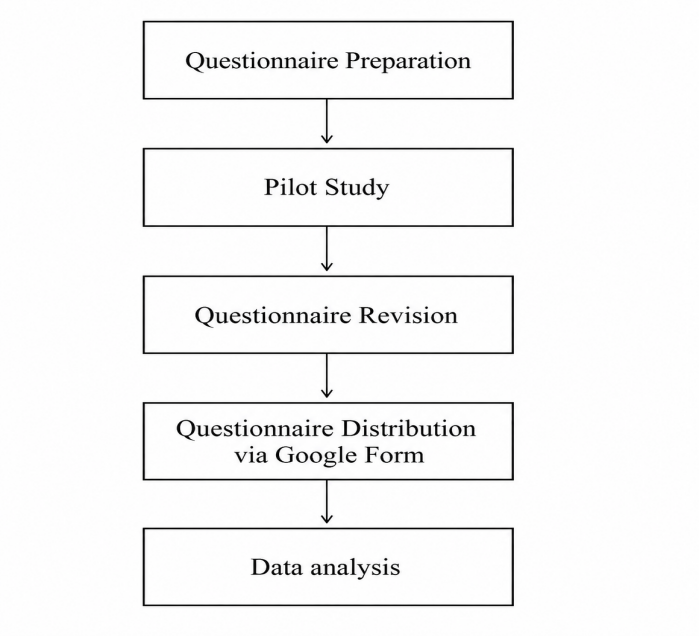 Questionnaire Preparation
Pilot Study
Questionnaire Revision
Questionnaire Distribution
via Google Form
Data analysis